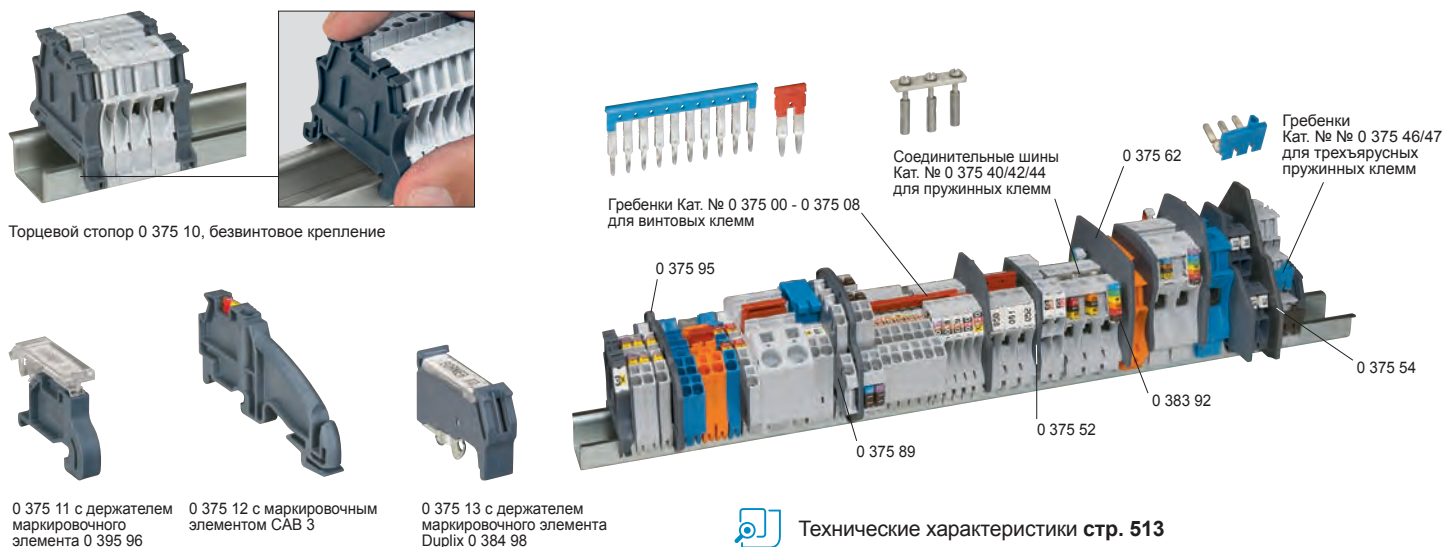 Торцевой стопор 0 375 10, безвинтовое крепление
Гребенки Кат. № 0 375 00 - 0 375 08
для винтовых клемм
Соединительные шины
Кат. № 0 375 40/42/44
для пружинных клемм
0 375 62
Гребенки
Кат. № № 0 375 46/47
для трехъярусных
пружинных клемм
0 375 95
0 375 89
0 375 52
0 383 92
0 375 54
0 375 11 с держателем
маркировочного
элемента 0 395 96
0 375 12 с маркировочным
элементом CAB 3
0 375 13 с держателем
маркировочного элемента
Duplix 0 384 98
Технические характеристики стр. 513
050
051
052